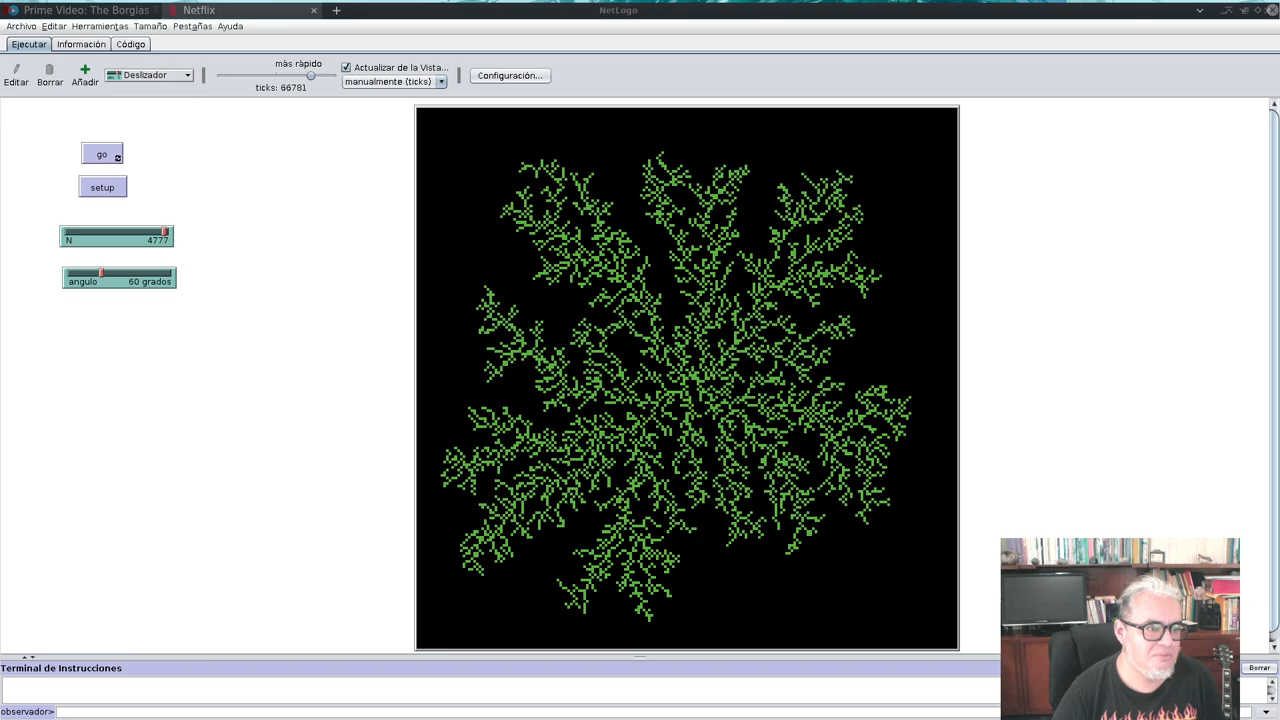 Prime Video: The Borgias T
Netflix
NetLogo
Archivo Editar Herramientas Tamaño Pestañas Ayuda
Ejecutar Información Código
más rápido
Actualizar de la Vista...
Editar Borrar Añadir Deslizador
manualmente (ticks)
Configuración...
ticks: 66781
go
setup
N 4777
angulo 60 grados
Terminal de Instrucciones
Borrar
observador>